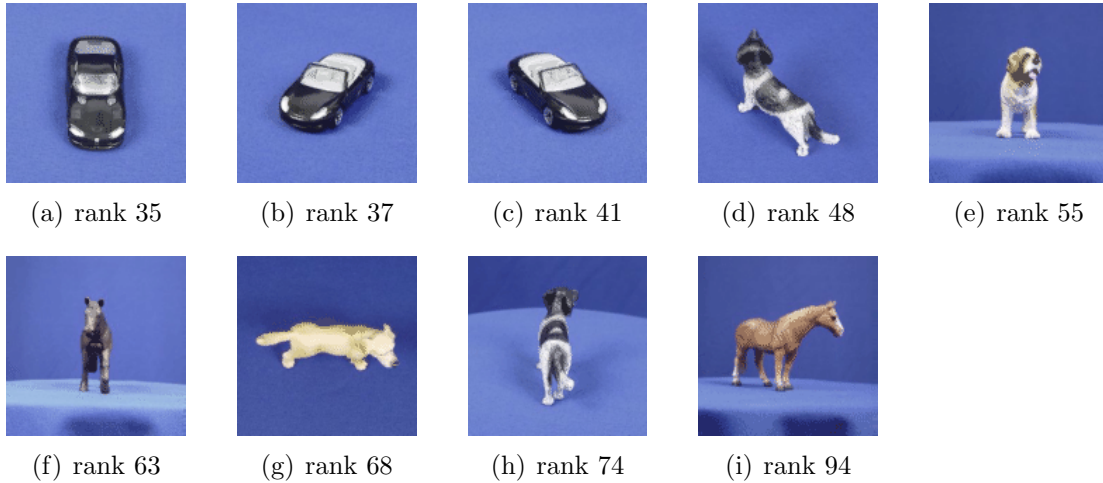 (a) rank 35
(b) rank 37
(c) rank 41
(d) rank 48
(e) rank 55
(f) rank 63
(g) rank 68
(h) rank 74
(i) rank 94